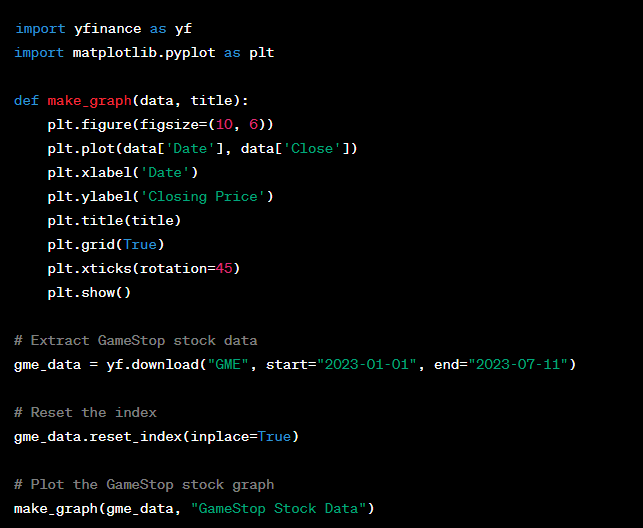 import yfinance as yf
import matplotlib.pyplot as plt
def make_graph(data, title):
plt.figure(figsize=(10, 6))
plt.plot(data['Date'], data['Close'])
plt.xlabel('Date')
plt.ylabel('Closing Price')
plt.title(title)
plt.grid(True)
plt.xticks(rotation=45)
plt.show()
# Extract GameStop stock data
gme_data = yf.download("GME", start="2023-01-01", end="2023-07-11")
# Reset the index
gme_data.reset_index(inplace=True)
# Plot the GameStop stock graph
make_graph(gme_data, "GameStop Stock Data")